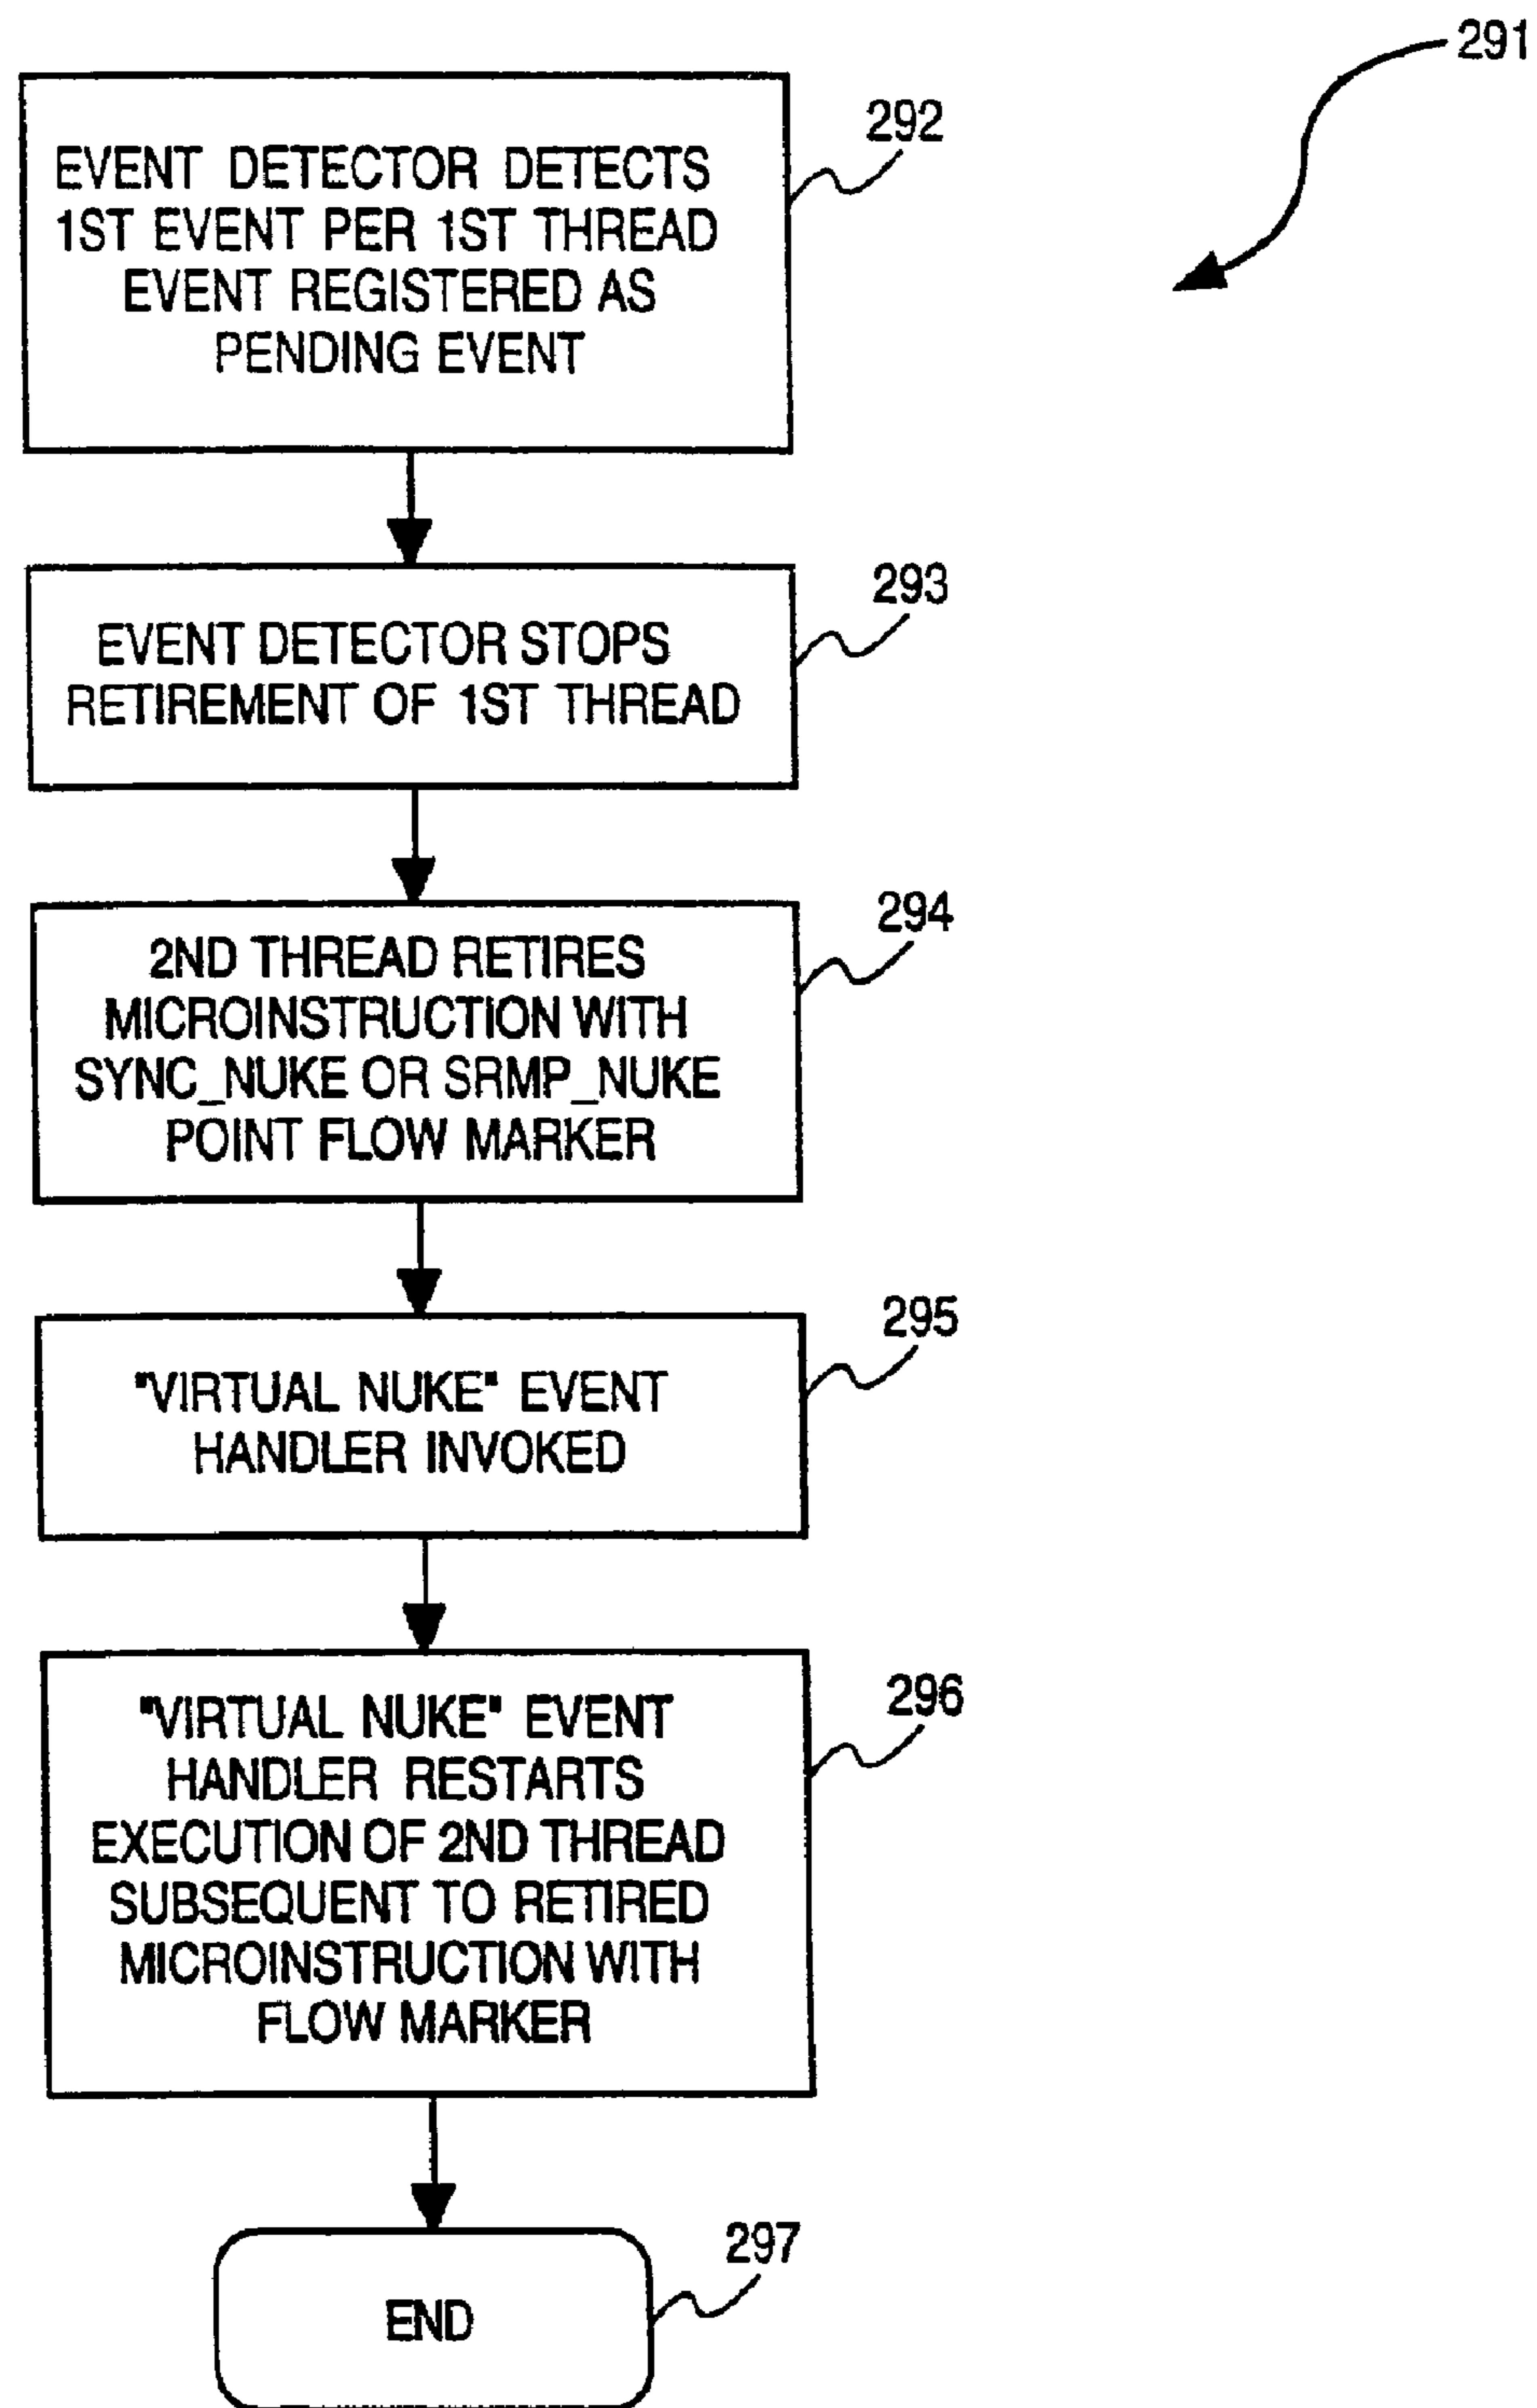 291
292
EVENT DETECTOR DETECTS
1ST EVENT PER 1ST THREAD
EVENT REGISTERED AS
PENDING EVENT
293
EVENT DETECTOR STOPS
RETIREMENT OF 1ST THREAD
294
2ND THREAD RETIRES
MICROINSTRUCTION WITH
SYNC_NUKE OR SRMP_NUKE
POINT FLOW MARKER
295
"VIRTUAL NUKE" EVENT
HANDLER INVOKED
296
"VIRTUAL NUKE" EVENT
HANDLER RESTARTS
EXECUTION OF 2ND THREAD
SUBSEQUENT TO RETIRED
MICROINSTRUCTION WITH
FLOW MARKER
297
END